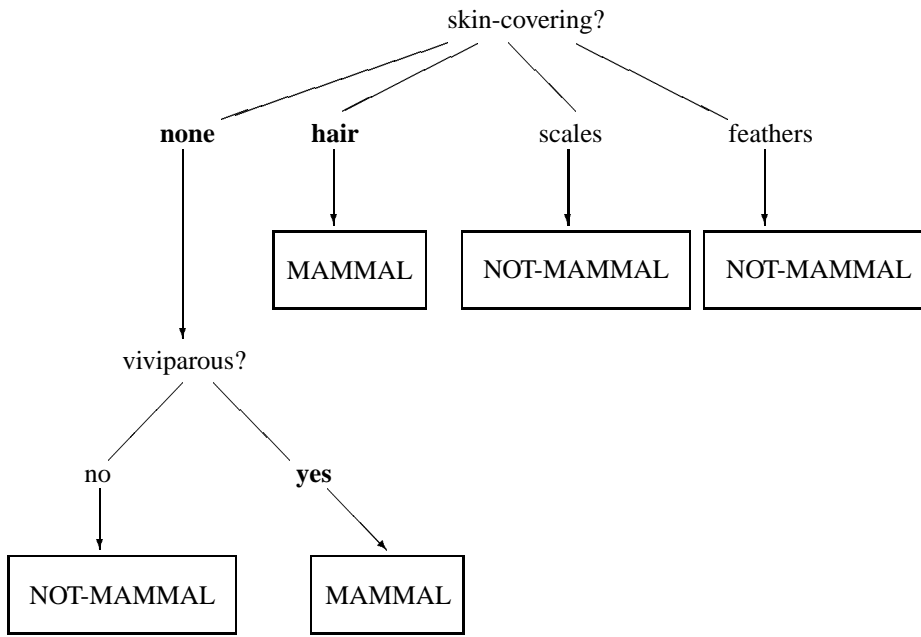 skin-covering?
none hair scales feathers
MAMMAL NOT-MAMMAL NOT-MAMMAL
viviparous?
no yes
NOT-MAMMAL MAMMAL